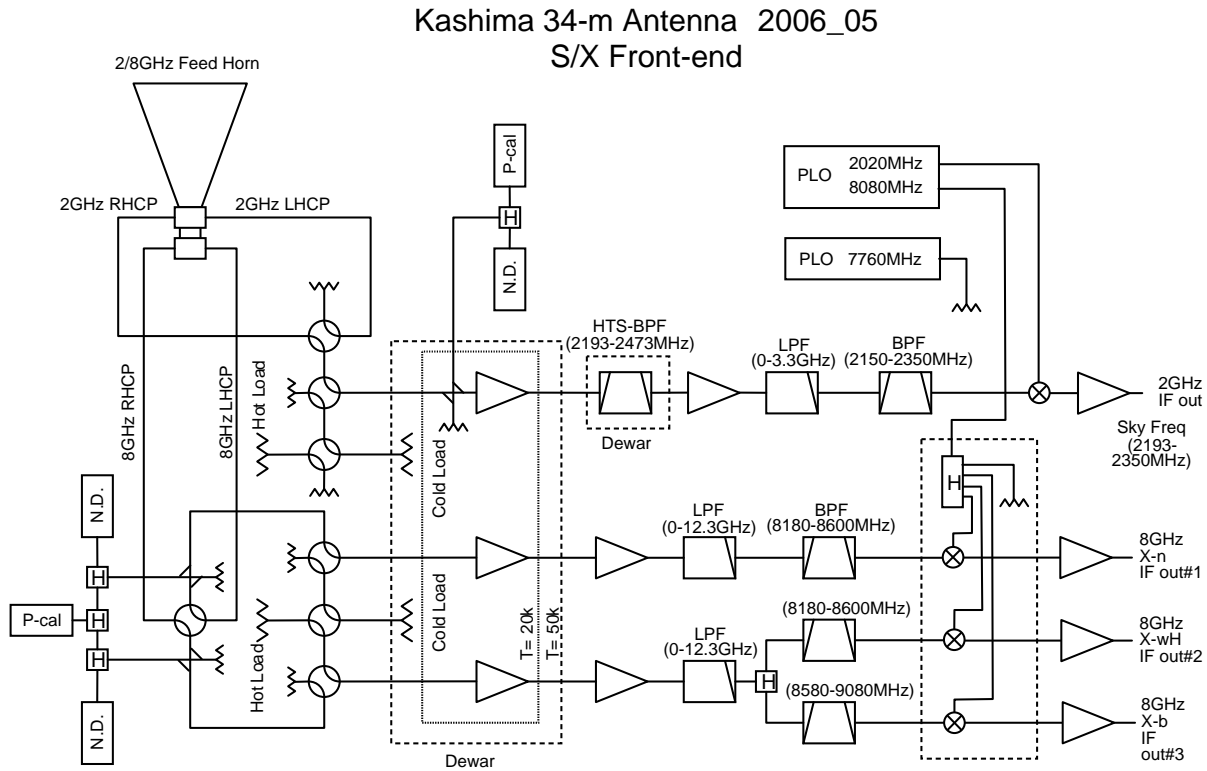 Kashima 34-m Antenna 2006_05
S/X Front-end
2/8GHz Feed Horn
2GHz RHCP
2GHz LHCP
P-cal
H
N.D.
PLO 2020MHz
8080MHz
PLO 7760MHz
8GHz RHCP
8GHz LHCP
Hot Load
Cold Load
HTS-BPF
(2193-2473MHz)
Dewar
LPF
(0-3.3GHz)
BPF
(2150-2350MHz)
2GHz
IF out
Sky Freq
(2193-
2350MHz)
H
N.D.
H
P-cal
H
H
N.D.
Hot Load
Cold Load
T= 20k
T= 50k
Dewar
LPF
(0-12.3GHz)
BPF
(8180-8600MHz)
8GHz
X-n
IF out#1
LPF
(0-12.3GHz)
H
(8180-8600MHz)
8GHz
X-wH
IF out#2
(8580-9080MHz)
8GHz
X-b
IF
out#3